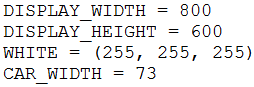 DISPLAY_WIDTH = 800
DISPLAY_HEIGHT = 600
WHITE = (255, 255, 255)
CAR_WIDTH = 73